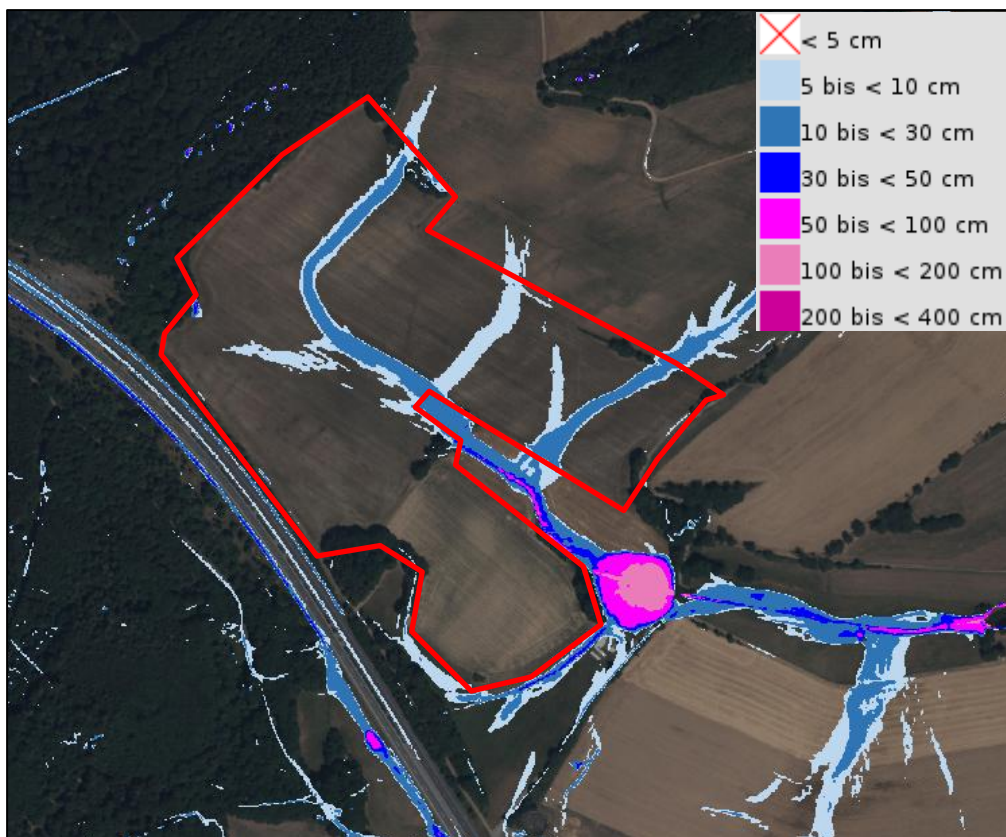 < 5 cm
5 bis < 10 cm
10 bis < 30 cm
30 bis < 50 cm
50 bis < 100 cm
100 bis < 200 cm
200 bis < 400 cm